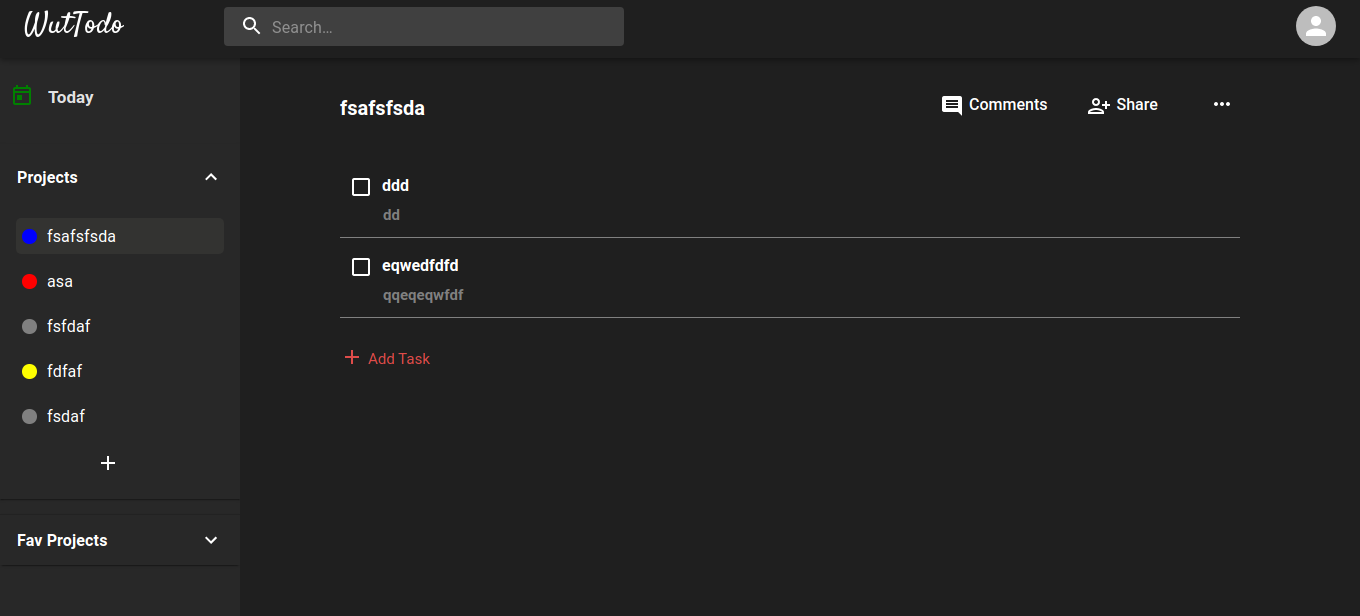 WutTodo
Search…
Today
Projects
fsafsfsda
asa
fsfdaf
fdfaf
fsdaf
Fav Projects
fsafsfsda
Comments
Share
ddd
dd
eqwedfdfd
qqeqeqwfdf
Add Task